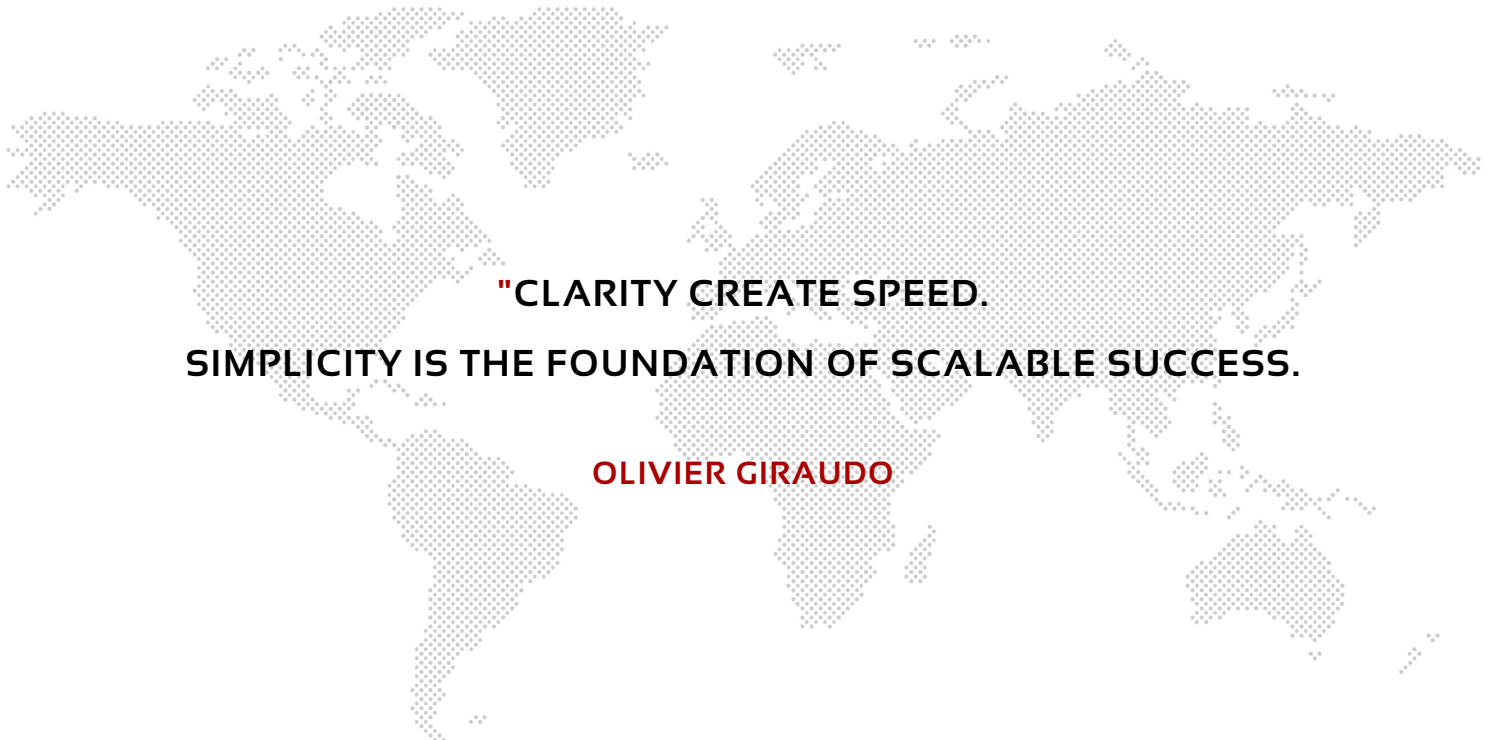 "CLARITY CREATE SPEED.
SIMPLICITY IS THE FOUNDATION OF SCALABLE SUCCESS.
OLIVIER GIRAUDO